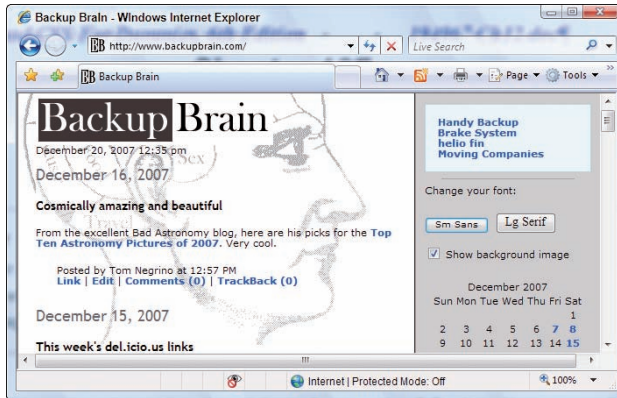 Backup Brain - Windows Internet Explorer
http://www.backupbrain.com/
Live Search
Backup Brain
Page
Tools
Backup Brain
December 20, 2007 12:35 pm
Sex
Travel
December 16, 2007
Cosmically amazing and beautiful
From the excellent Bad Astronomy blog, here are his picks for the Top
Ten Astronomy Pictures of 2007. Very cool.
Posted by Tom Negrino at 12:57 PM
Link | Edit | Comments (0) | TrackBack (0)
December 15, 2007
This week's del.icio.us links
Handy Backup
Brake System
helio fin
Moving Companies
Change your font:
Sm Sans
Lg Serif
Show background image
December 2007
Sun Mon Tue Wed Thu Fri Sat
1
2 3 4 5 6 7 8
9 10 11 12 13 14 15
Internet | Protected Mode: Off
100%